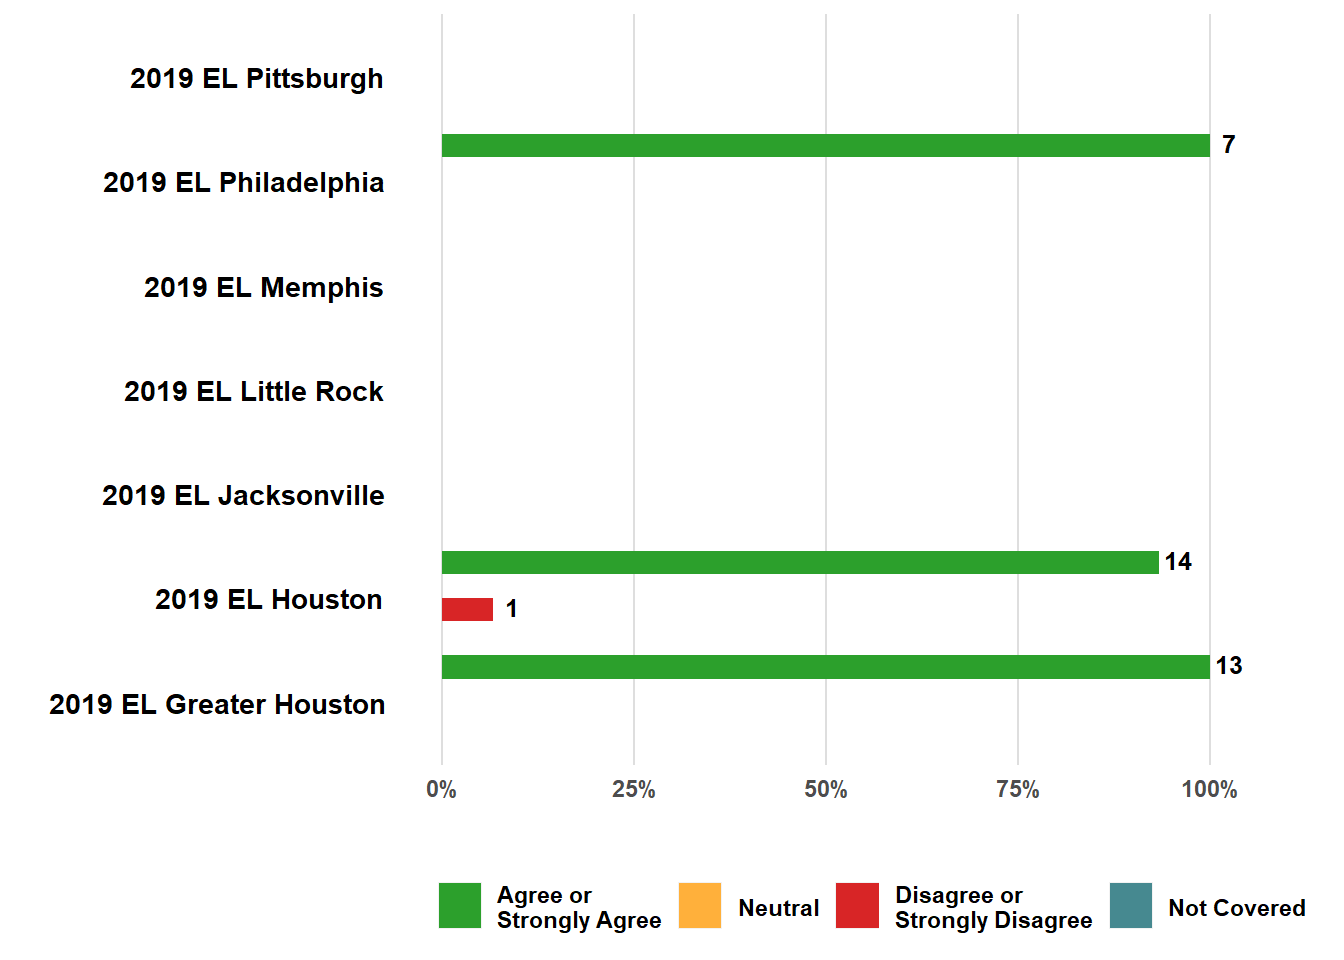 2019 EL Pittsburgh
7
2019 EL Philadelphia
2019 EL Memphis
2019 EL Little Rock
2019 EL Jacksonville
14
2019 EL Houston
1
13
2019 EL Greater Houston
0% 25% 50% 75% 100%
Agree or
Strongly Agree
Neutral
Disagree or
Strongly Disagree
Not Covered